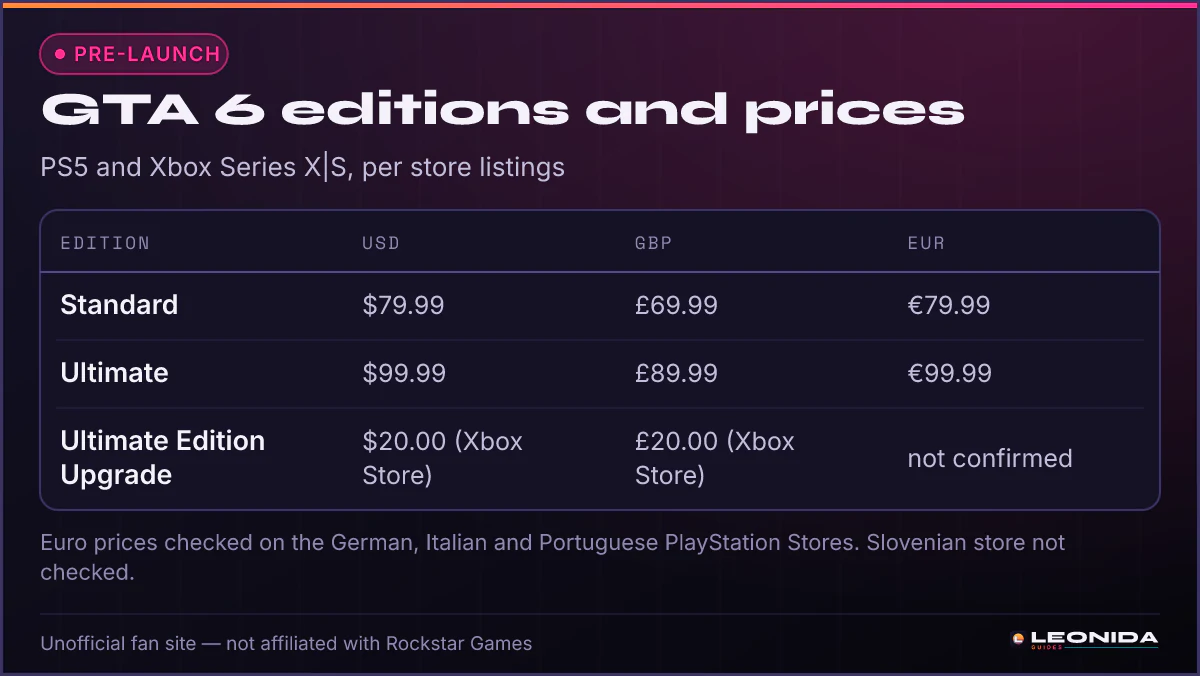 PRE-LAUNCH
GTA 6 editions and prices
PS5 and Xbox Series X|S, per store listings
EDITION USD GBP EUR
Standard $79.99 £69.99 €79.99
Ultimate $99.99 £89.99 €99.99
Ultimate Edition Upgrade $20.00 (Xbox Store) £20.00 (Xbox Store) not confirmed
Euro prices checked on the German, Italian and Portuguese PlayStation Stores. Slovenian store not
checked.
Unofficial fan site — not affiliated with Rockstar Games
LEONIDA
GUIDES